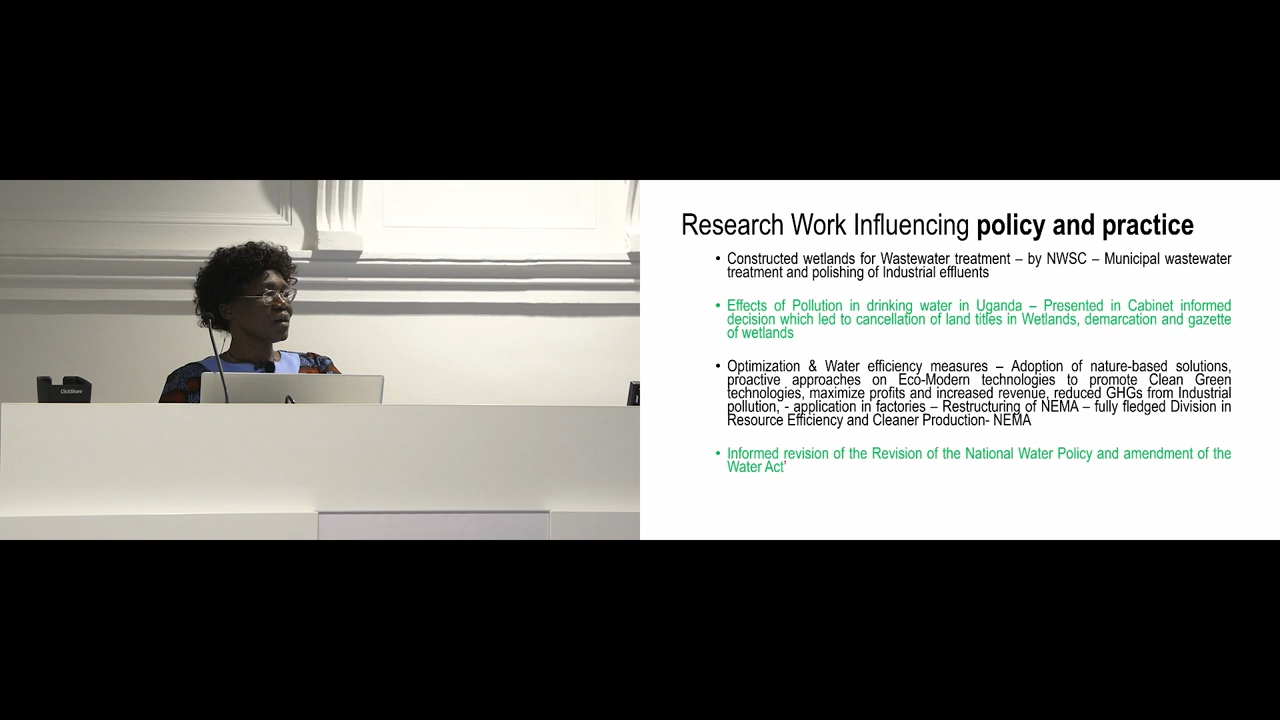 ClickShare
Research Work Influencing policy and practice
• Constructed wetlands for Wastewater treatment – by NWSC – Municipal wastewater
treatment and polishing of Industrial effluents
• Effects of Pollution in drinking water in Uganda – Presented in Cabinet informed
decision which led to cancellation of land titles in Wetlands, demarcation and gazette
of wetlands
• Optimization & Water efficiency measures – Adoption of nature-based solutions,
proactive approaches on Eco-Modern technologies to promote Clean Green
technologies, maximize profits and increased revenue, reduced GHGs from Industrial
pollution, - application in factories – Restructuring of NEMA – fully fledged Division in
Resource Efficiency and Cleaner Production- NEMA
• Informed revision of the Revision of the National Water Policy and amendment of the
Water Act’